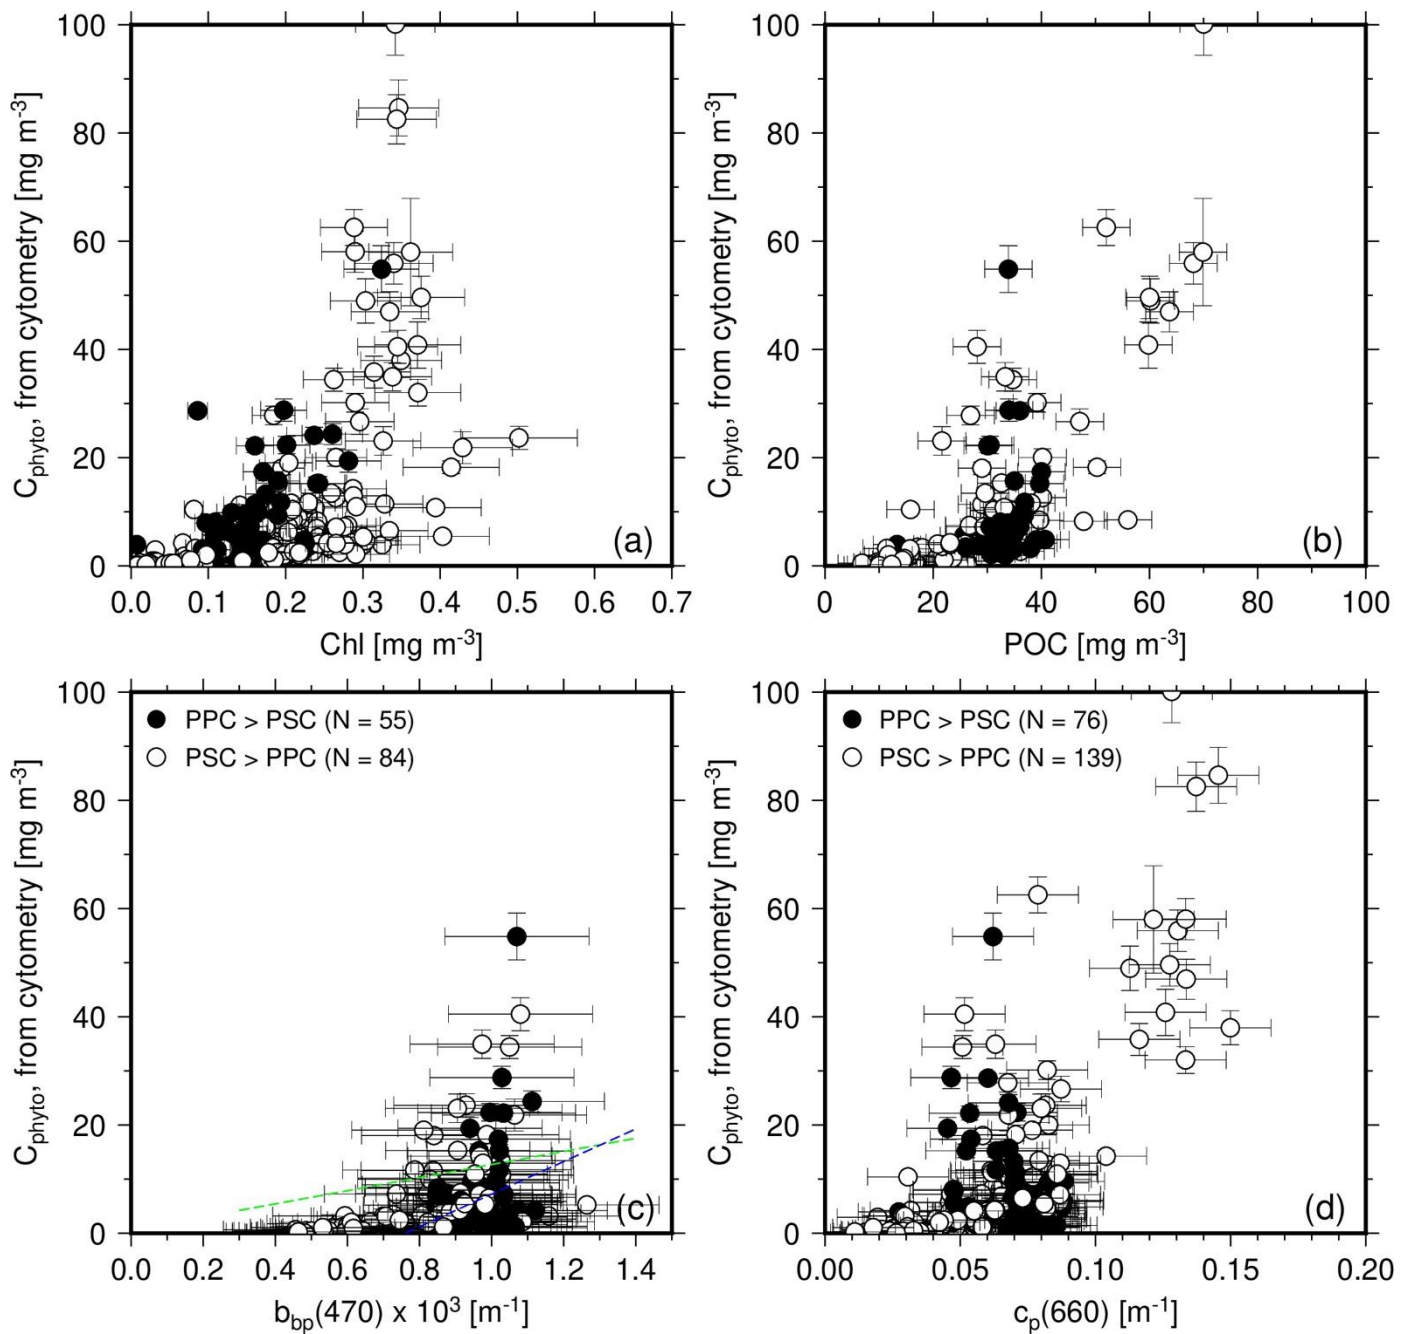 100
80
60
40
20
0
C_phyto, from cytometry [mg m⁻³]
(a)
0.0 0.1 0.2 0.3 0.4 0.5 0.6 0.7
Chl [mg m⁻³]
100
80
60
40
20
0
C_phyto, from cytometry [mg m⁻³]
(b)
0 20 40 60 80 100
POC [mg m⁻³]
100
80
60
40
20
0
C_phyto, from cytometry [mg m⁻³]
PPC > PSC (N = 55)
PSC > PPC (N = 84)
(c)
0.0 0.2 0.4 0.6 0.8 1.0 1.2 1.4
b_bp(470) x 10³ [m⁻¹]
100
80
60
40
20
0
C_phyto, from cytometry [mg m⁻³]
PPC > PSC (N = 76)
PSC > PPC (N = 139)
(d)
0.00 0.05 0.10 0.15 0.20
c_p(660) [m⁻¹]